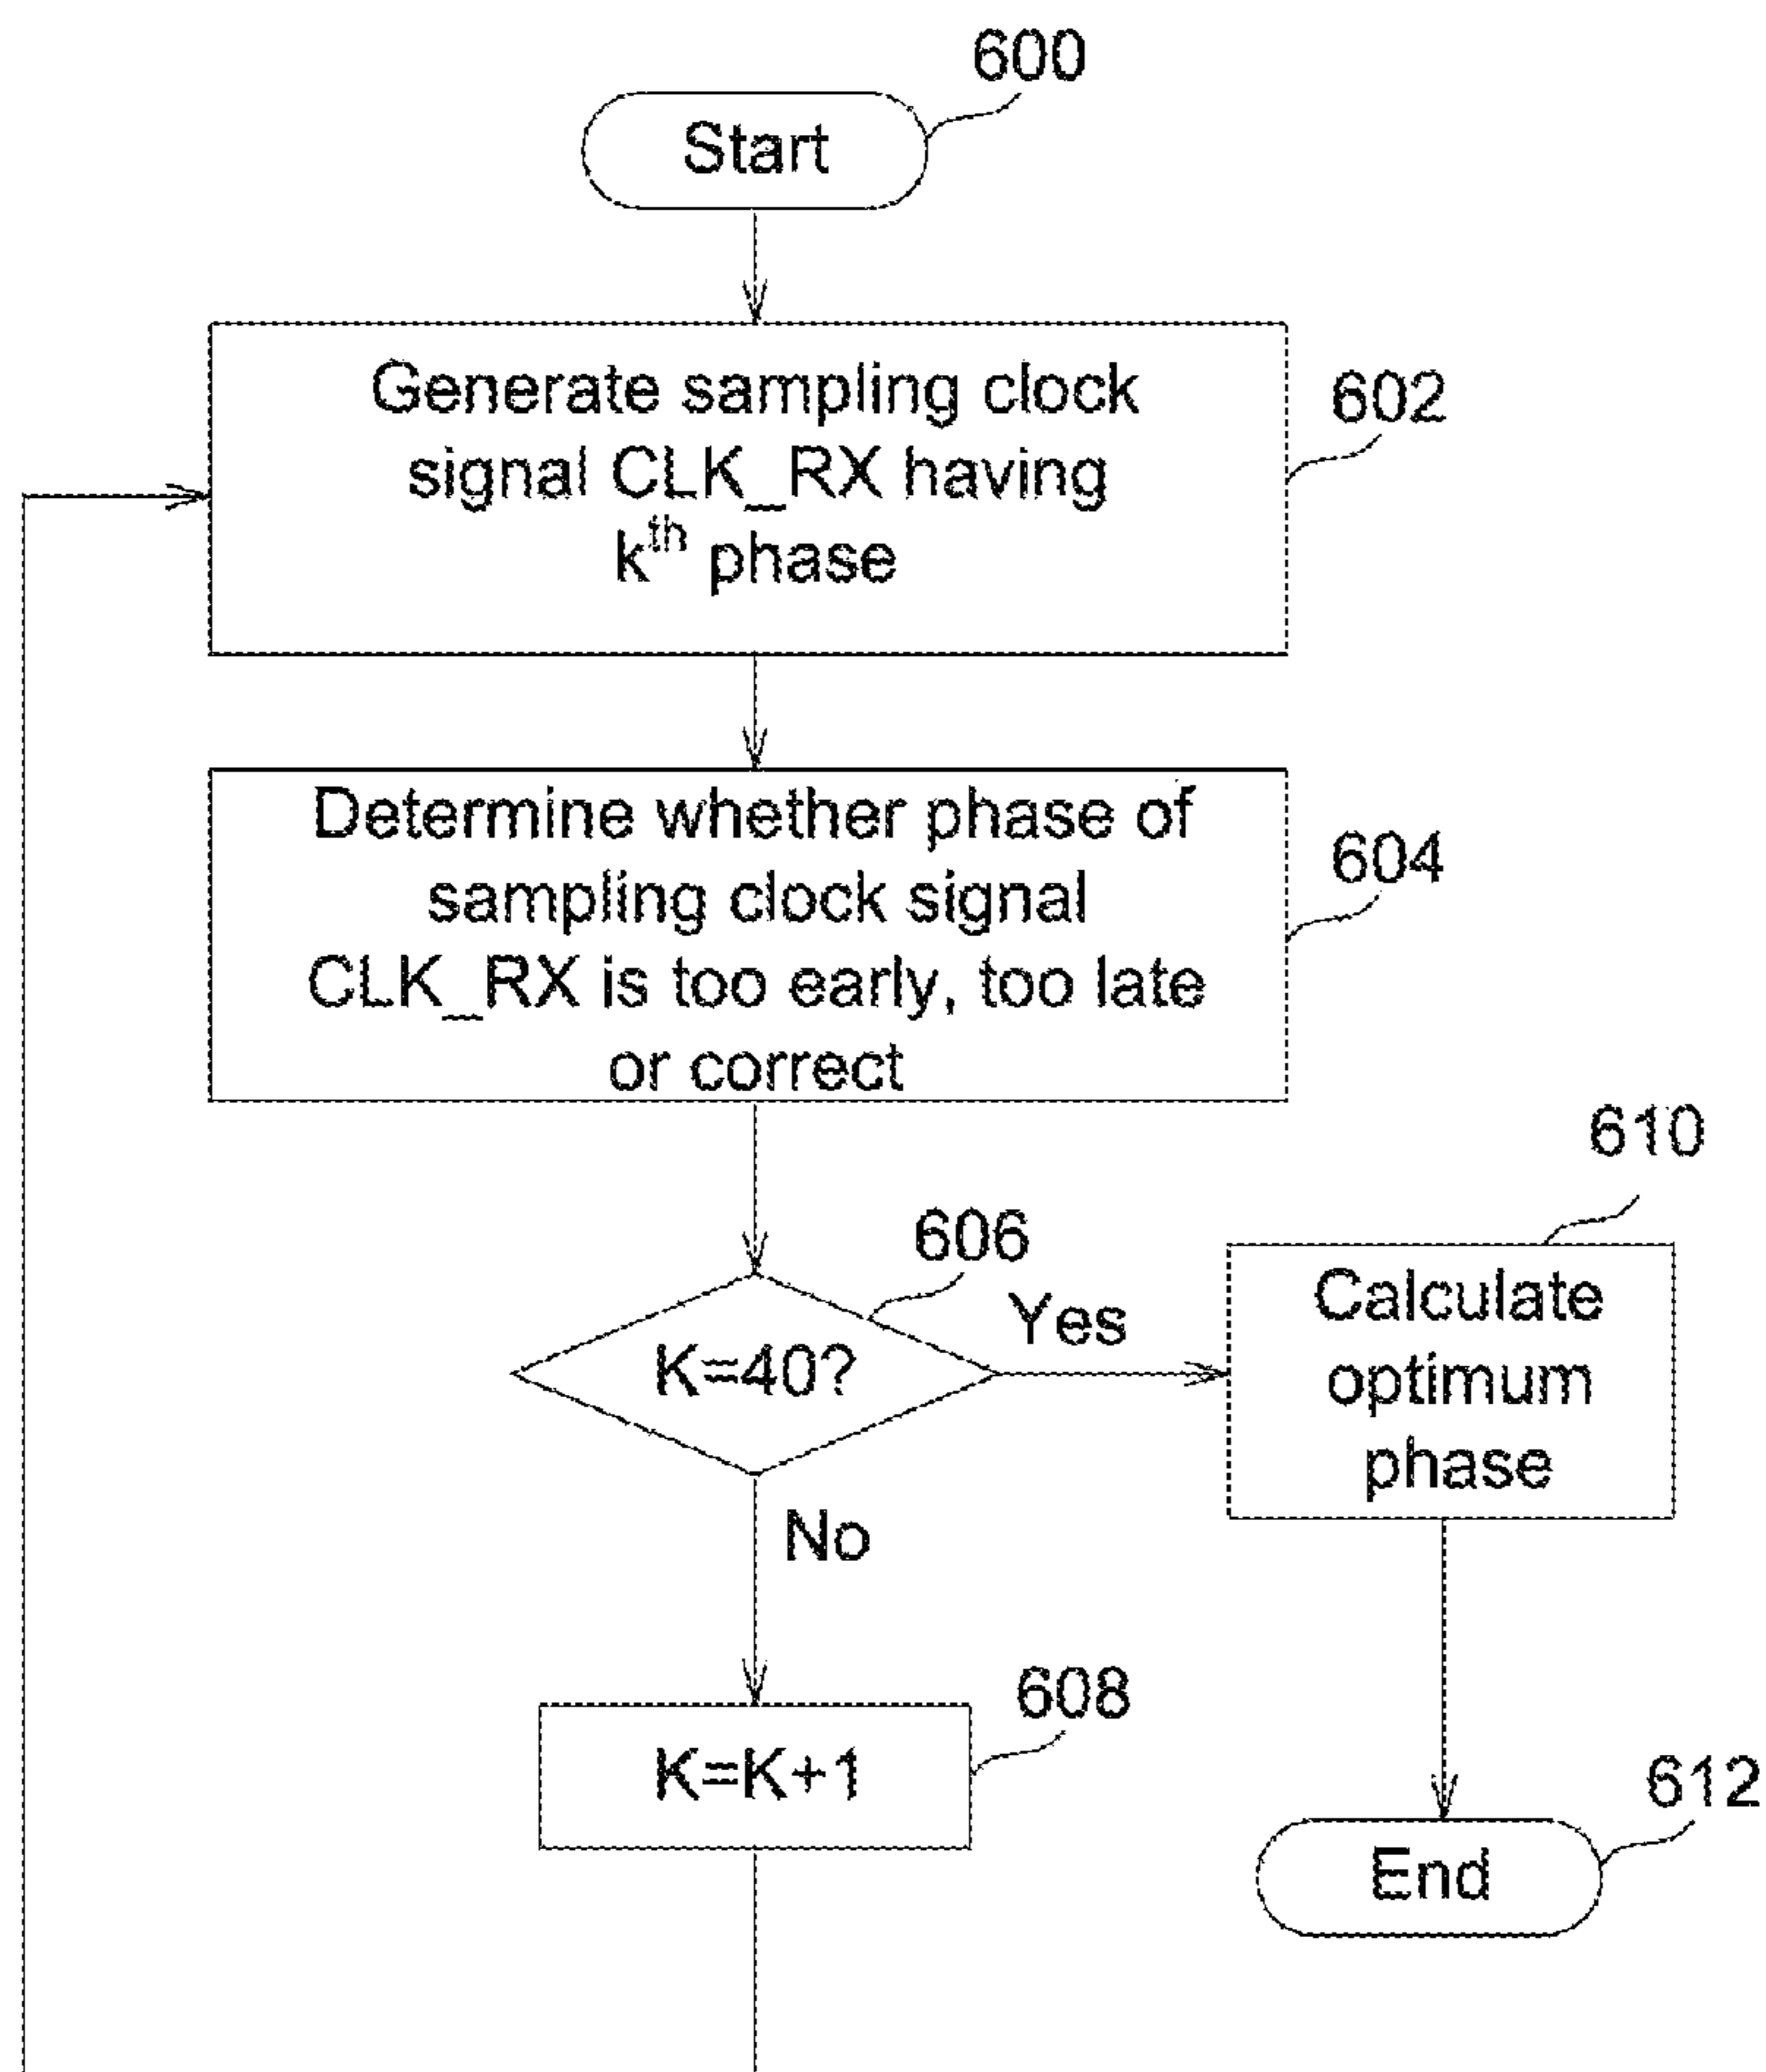 600
Start
Generate sampling clock
signal CLK_RX having
kth phase
602
Determine whether phase of
sampling clock signal
CLK_RX is too early, too late
or correct
604
606
K=40?
Yes
No
610
Calculate
optimum
phase
608
K=K+1
612
End